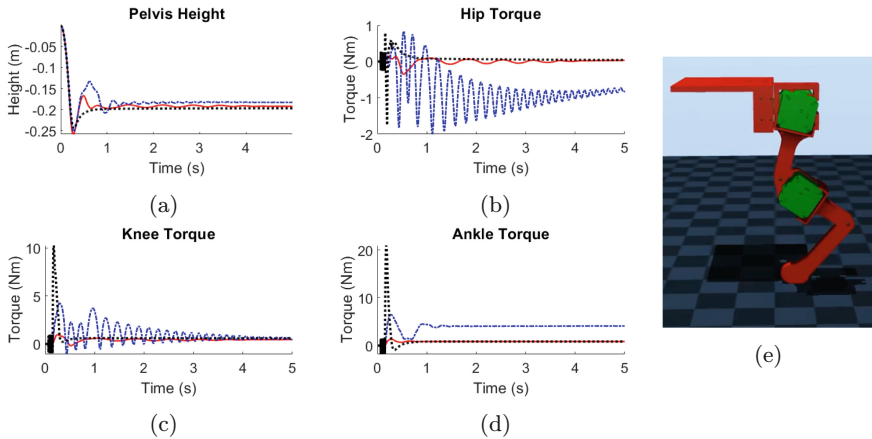 Pelvis Height
Height (m)
-0.05
-0.1
-0.15
-0.2
-0.25
0 1 2 3 4 5
Time (s)
(a)
Hip Torque
Torque (Nm)
1
0
-1
-2
0 1 2 3 4 5
Time (s)
(b)
Knee Torque
Torque (Nm)
10
5
0
0 1 2 3 4 5
Time (s)
(c)
Ankle Torque
Torque (Nm)
20
10
0
0 1 2 3 4 5
Time (s)
(d)
(e)